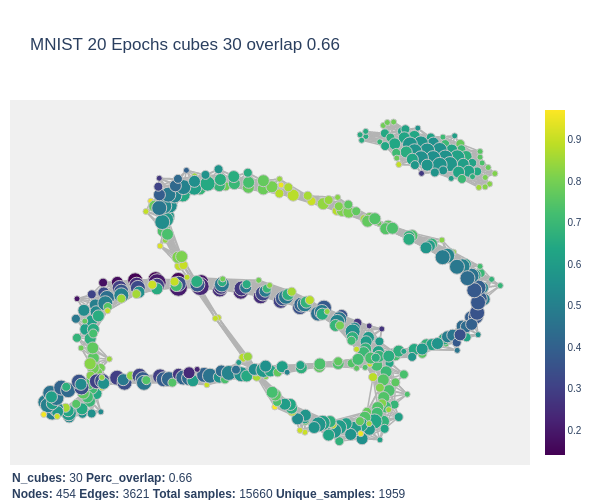 MNIST 20 Epochs cubes 30 overlap 0.66
0.9
0.8
0.7
0.6
0.5
0.4
0.3
0.2
N_cubes: 30 Perc_overlap: 0.66
Nodes: 454 Edges: 3621 Total samples: 15660 Unique_samples: 1959